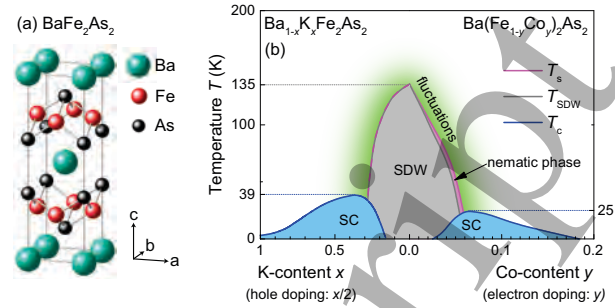 (a) BaFe₂As₂
Ba
Fe
As
c
b
a
(b)
Ba₁₋ₓKₓFe₂As₂
Ba(Fe₁₋yCoy)₂As₂
Temperature T (K)
200
135
100
39
0
25
Tₛ
T_SDW
T_c
fluctuations
nematic phase
SDW
SC
SC
1 0.5 0.0 0.1 0.2
K-content x
Co-content y
(hole doping: x/2)
(electron doping: y)